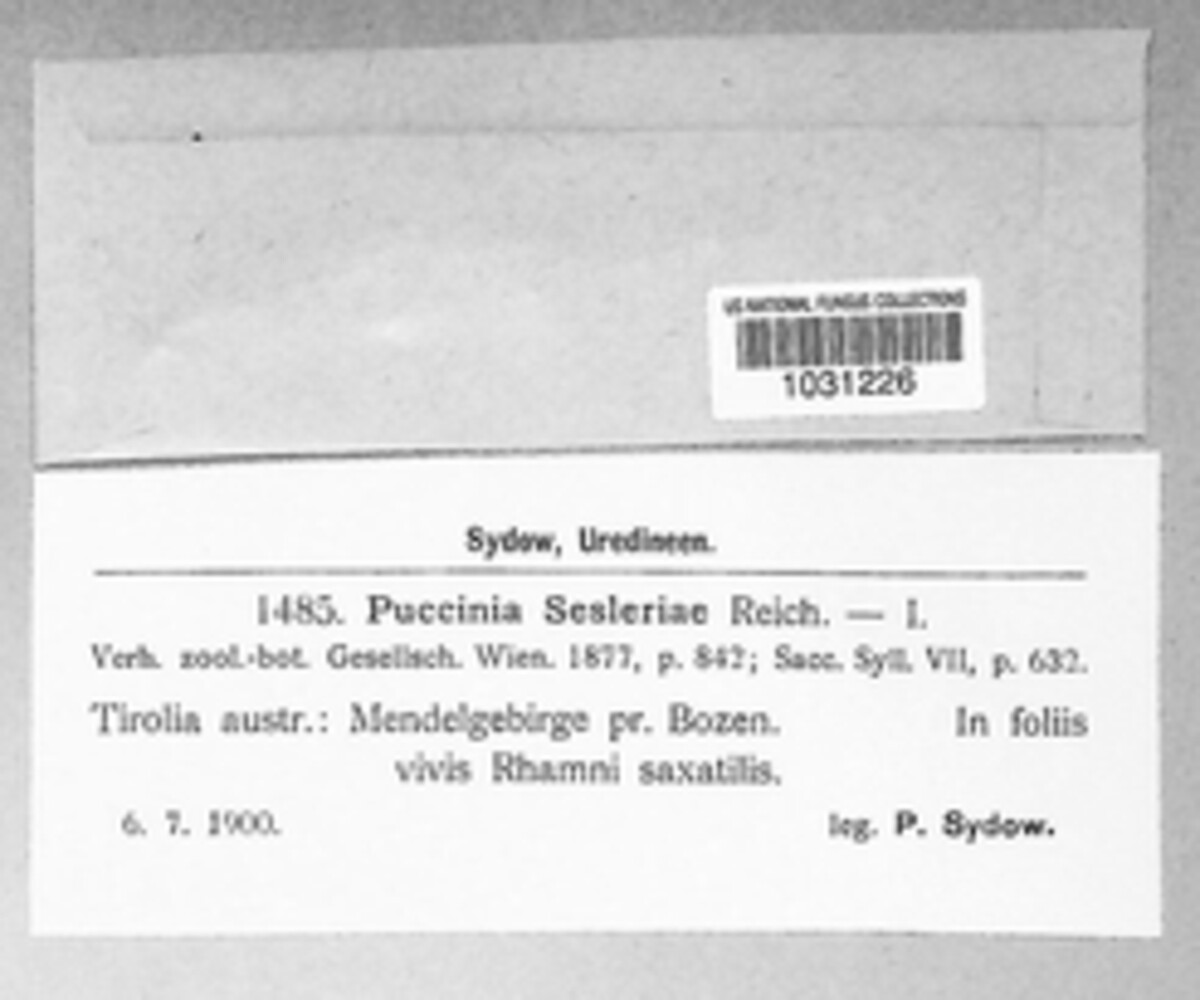 US NATIONAL FUNGUS COLLECTIONS
1031226
Sydow, Uredineen.
1485. Puccinia Sesleriae Reich. — I.
Verh. zool.-bot. Gesellsch. Wien. 1877, p. 842; Sacc. Syll. VII, p. 632.
Tirolia austr.: Mendelgebirge pr. Bozen. In foliis
vivis Rhamni saxatilis.
6. 7. 1900. leg. P. Sydow.